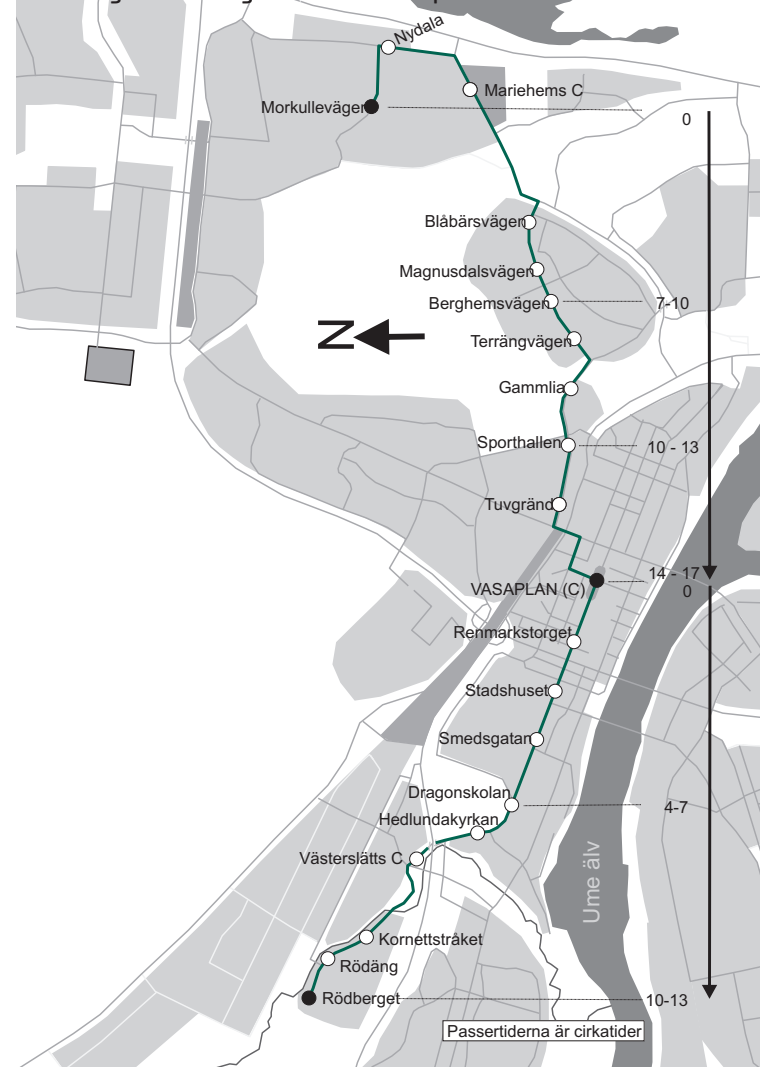 Nydala
Mariehems C
Morkullevägen
0
Blåbärsvägen
Magnusdalsvägen
Berghemsvägen
7-10
N
Terrängvägen
Gammlia
Sporthallen
10 - 13
Tuvgränd
14 - 17
VASAPLAN (C)
0
Renmarkstorget
Stadshuset
Smedsgatan
Dragonskolan
4-7
Hedlundakyrkan
Västerslätts C
Ume älv
Kornettstråket
Rödäng
Rödberget
10-13
Passertiderna är cirkatider